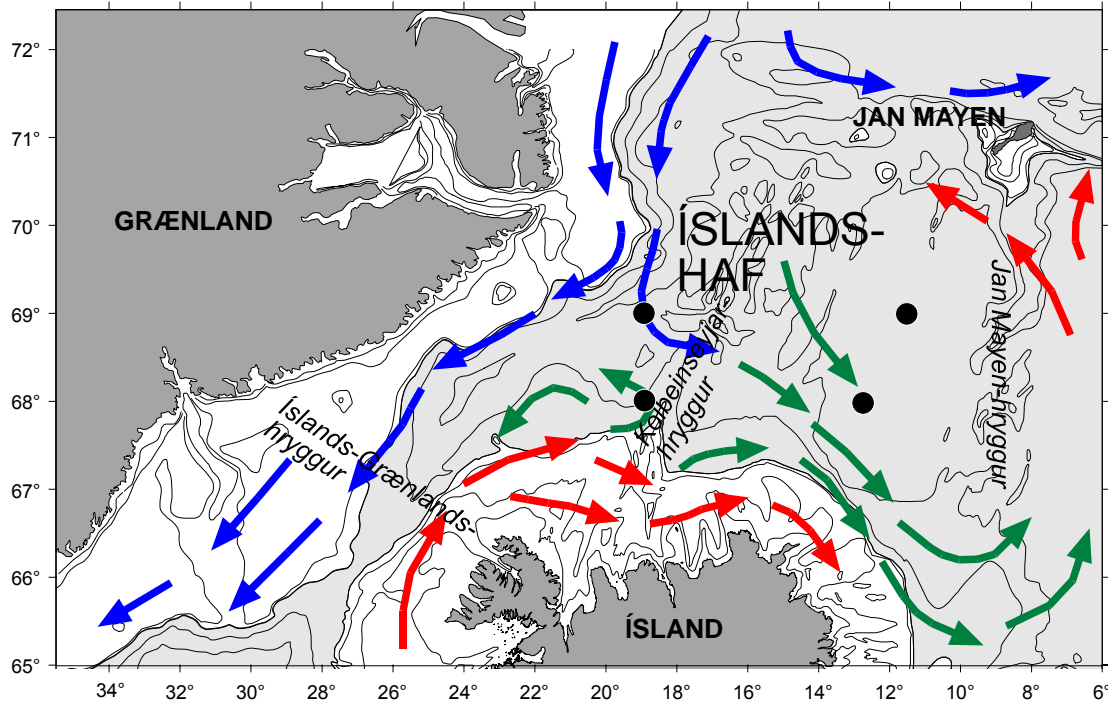 72°
71°
70°
69°
68°
67°
66°
65°
GRÆNLAND
JAN MAYEN
ÍSLANDS-
HAF
Jan Mayen-hryggur
Kolbeinseyjar-
hryggur
Íslands-Grænlands-
hryggur
ÍSLAND
34°
32°
30°
28°
26°
24°
22°
20°
18°
16°
14°
12°
10°
8°
6°